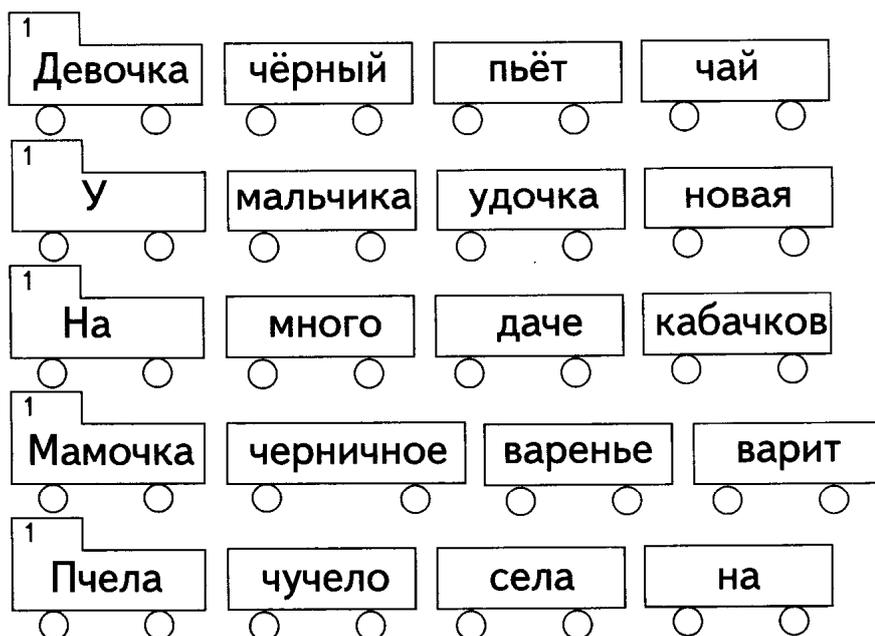 1
Девочка чёрный пьёт чай
1
У мальчика удочка новая
1
На много даче кабачков
1
Мамочка черничное варенье варит
1
Пчела чучело села на